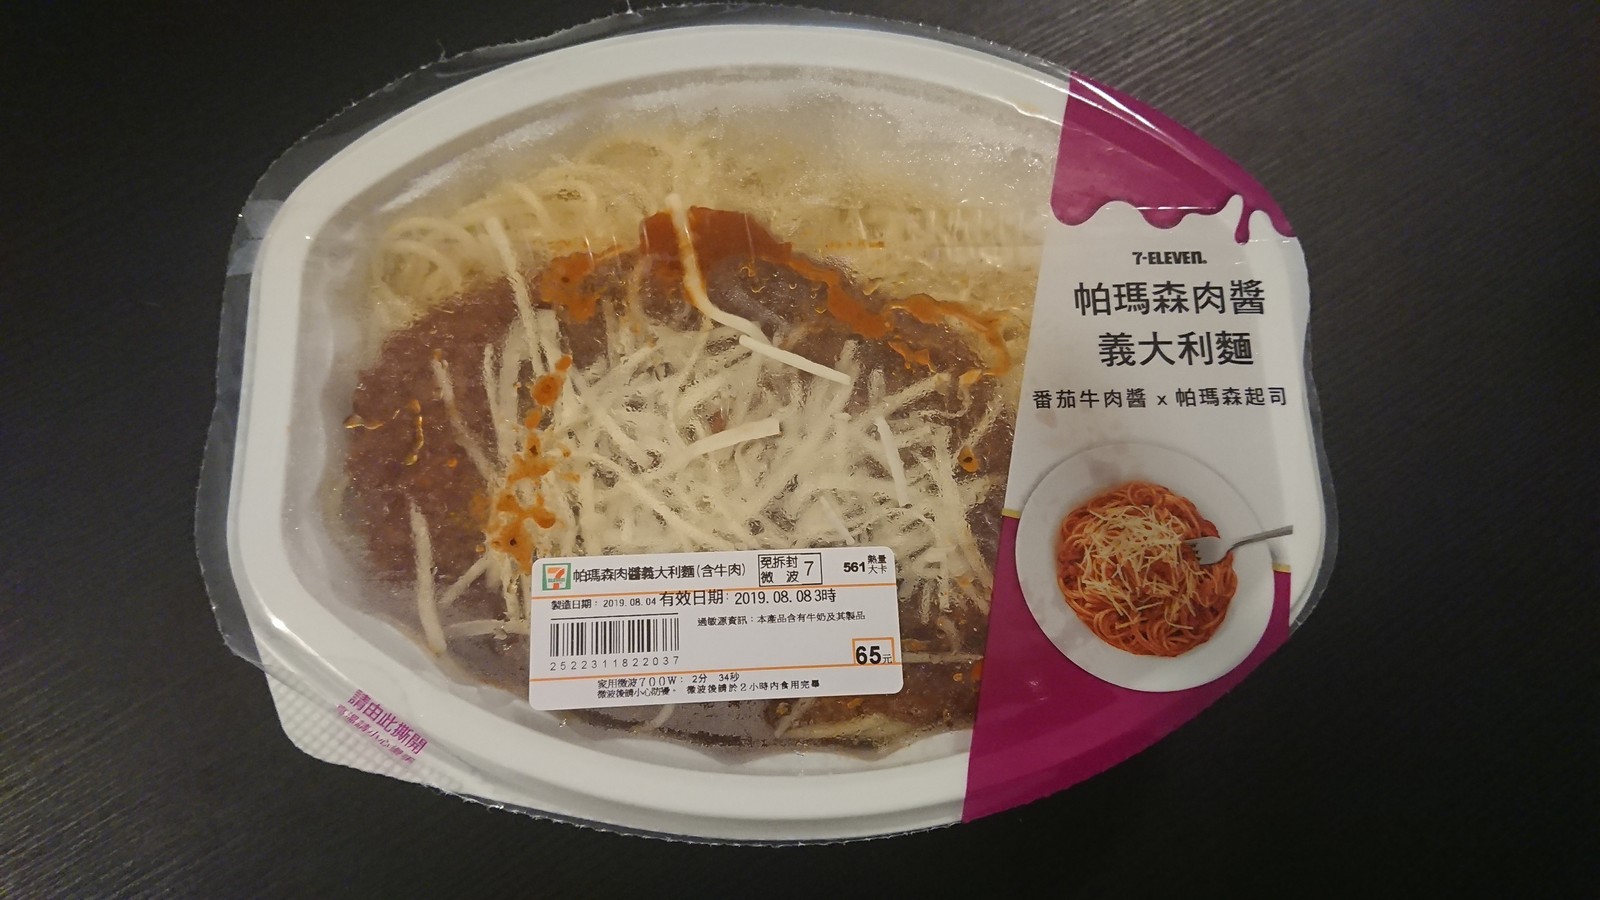 7-ELEVEN
帕瑪森肉醬
義大利麵
番茄牛肉醬 x 帕瑪森起司
帕瑪森肉醬義大利麵(含牛肉)
免拆封
微 波 7
561 熱量
大卡
製造日期：2019.08.04 有效日期：2019.08.08 3時
過敏源資訊：本產品含有牛奶及其製品
2522311822037
65元
家用微波700W： 2分 34秒
微波後請小心防燙。 微波後請於2小時內食用完畢
請由此撕開